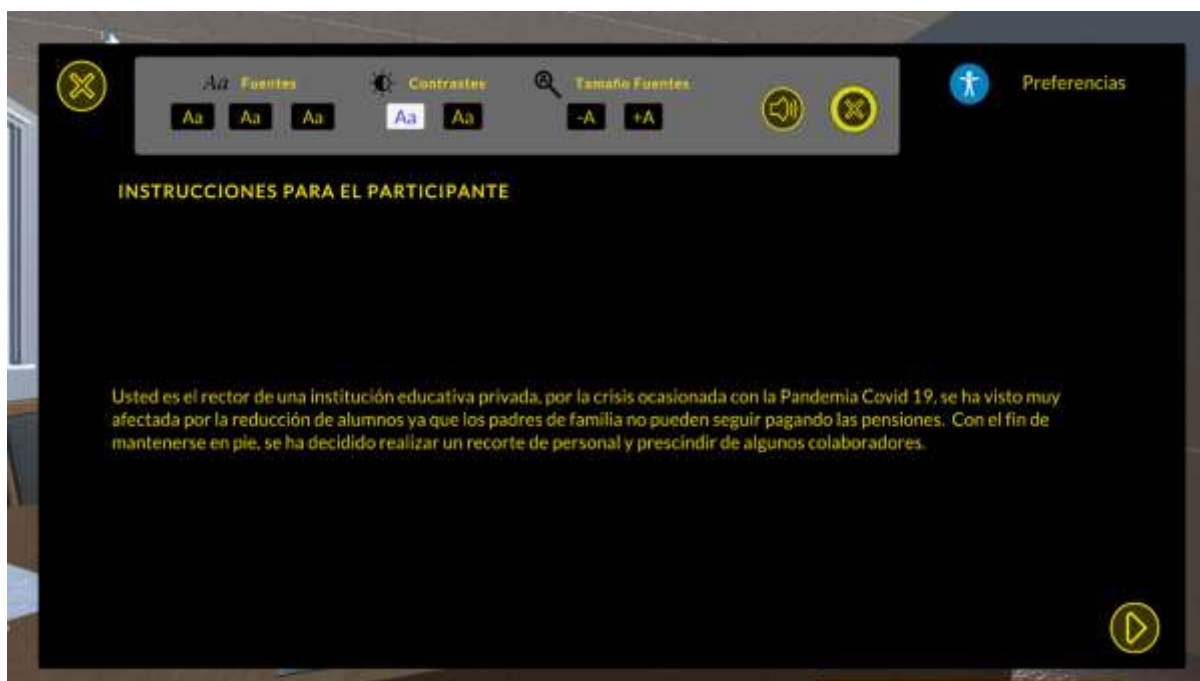 Aa Fuentes Contrastes Tamaño Fuentes Preferencias
Aa Aa Aa Aa Aa -A +A
INSTRUCCIONES PARA EL PARTICIPANTE
Usted es el rector de una institución educativa privada, por la crisis ocasionada con la Pandemia Covid 19, se ha visto muy
afectada por la reducción de alumnos ya que los padres de familia no pueden seguir pagando las pensiones. Con el fin de
mantenerse en pie, se ha decidido realizar un recorte de personal y prescindir de algunos colaboradores.